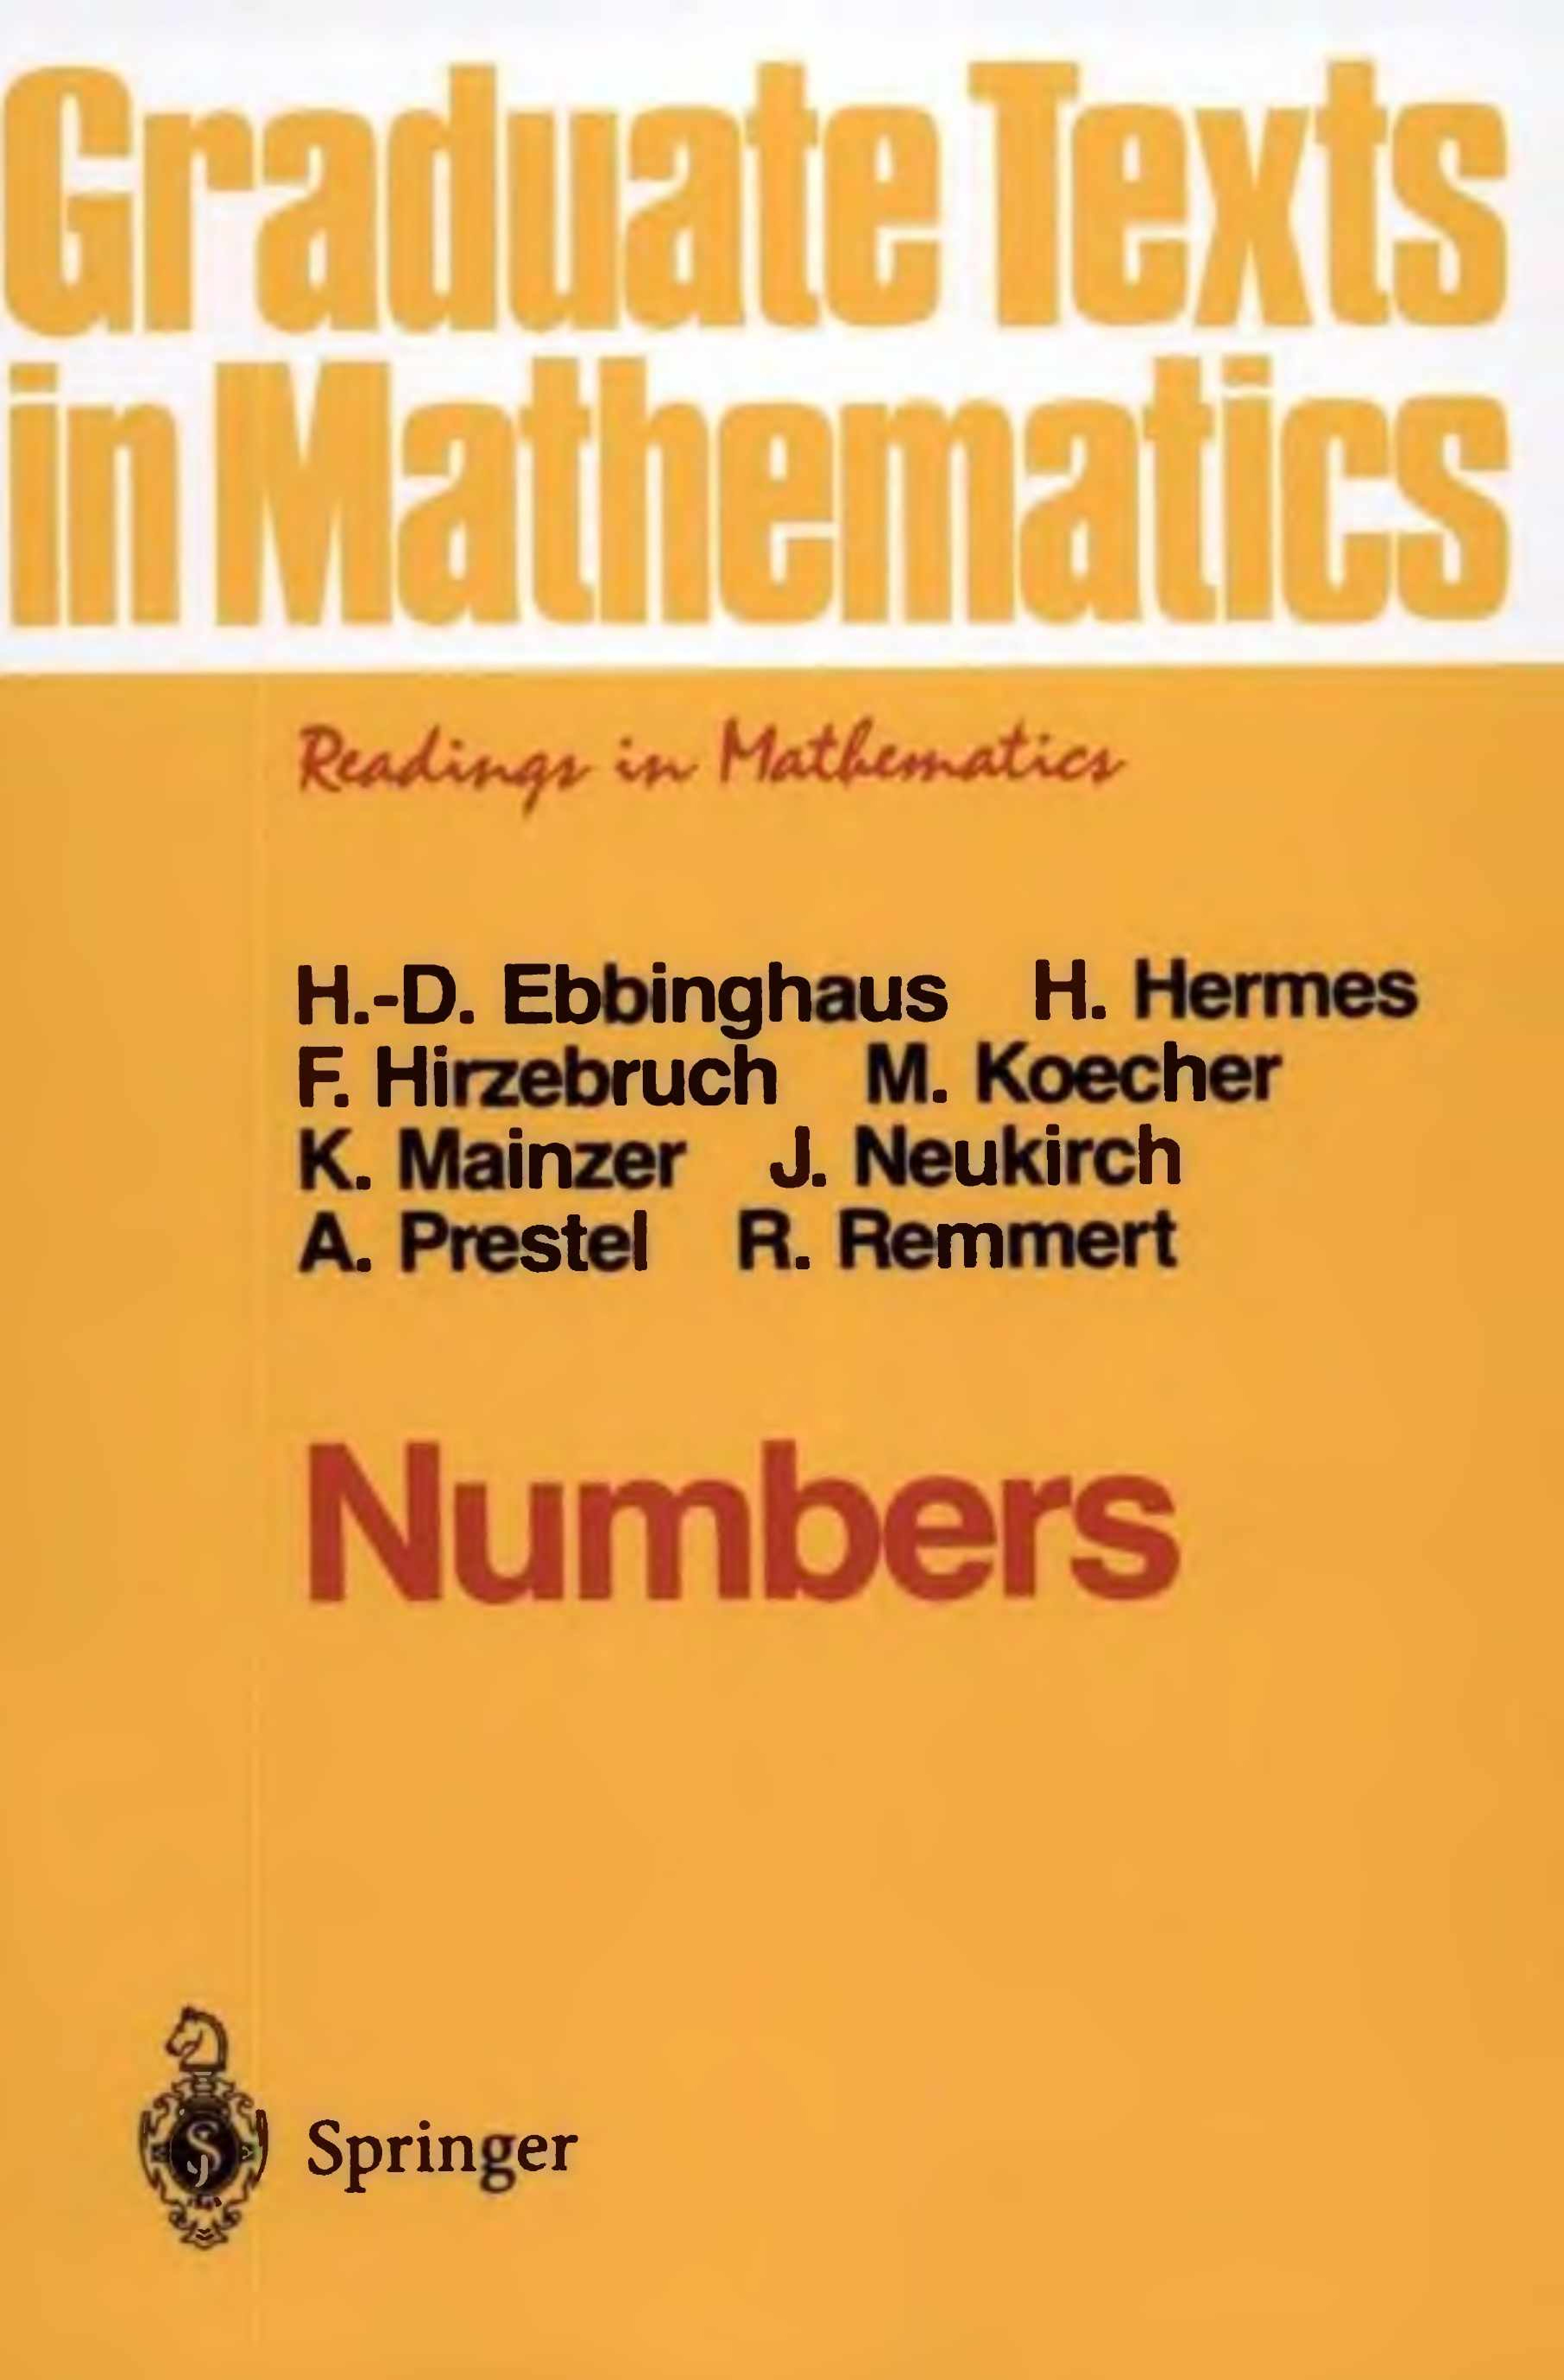 Graduate Texts
in Mathematics
Readings in Mathematics
H.-D. Ebbinghaus H. Hermes
F. Hirzebruch M. Koecher
K. Mainzer J. Neukirch
A. Prestel R. Remmert
Numbers
Springer